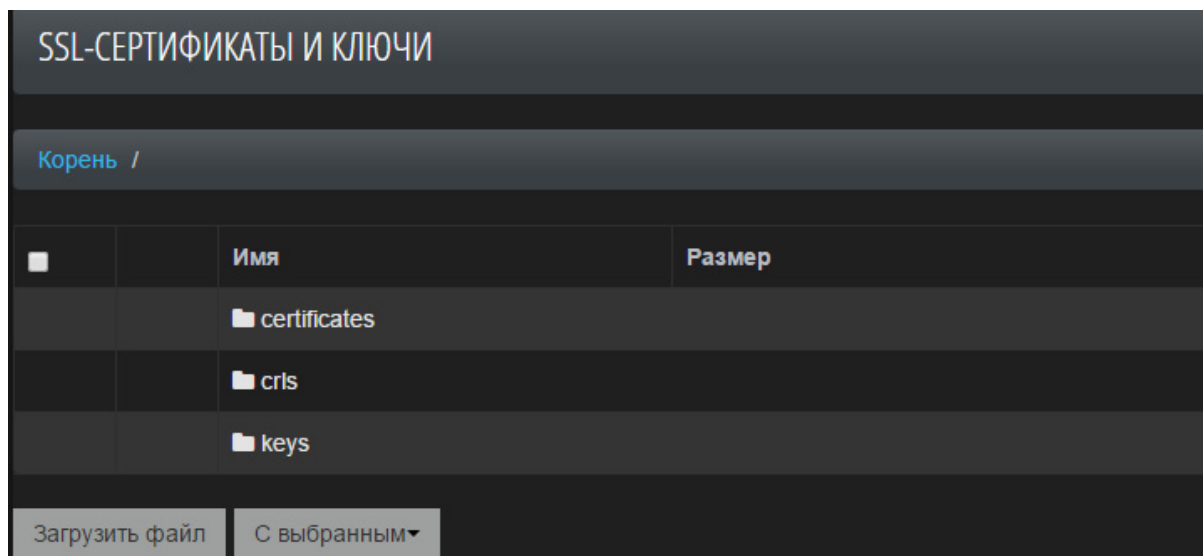 SSL-СЕРТИФИКАТЫ И КЛЮЧИ
Корень /
Имя Размер
certificates
crls
keys
Загрузить файл С выбранным